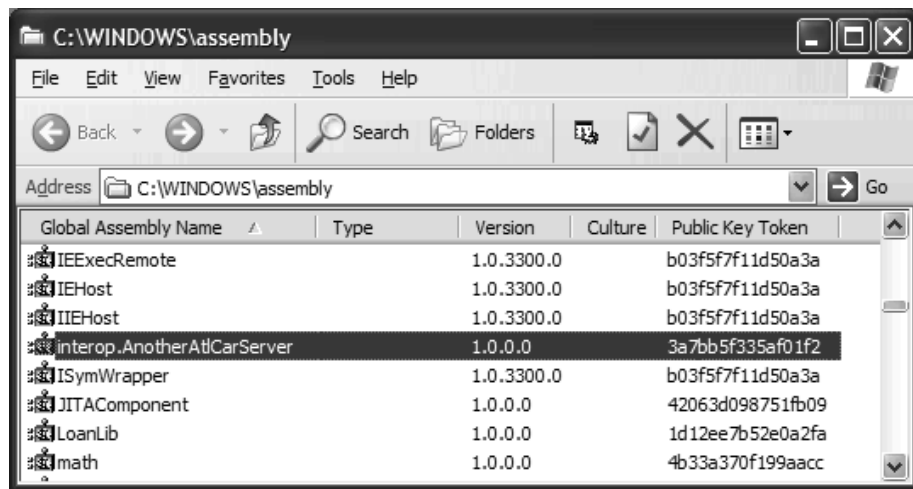 C:\WINDOWS\assembly
File Edit View Favorites Tools Help
Back Search Folders
Address C:\WINDOWS\assembly Go
Global Assembly Name Type Version Culture Public Key Token
IEExecRemote 1.0.3300.0 b03f5f7f11d50a3a
IEHost 1.0.3300.0 b03f5f7f11d50a3a
IIEHost 1.0.3300.0 b03f5f7f11d50a3a
interop.AnotherAtlCarServer 1.0.0.0 3a7bb5f335af01f2
ISymWrapper 1.0.3300.0 b03f5f7f11d50a3a
JITAComponent 1.0.0.0 42063d098751fb09
LoanLib 1.0.0.0 1d12ee7b52e0a2fa
math 1.0.0.0 4b33a370f199aacc